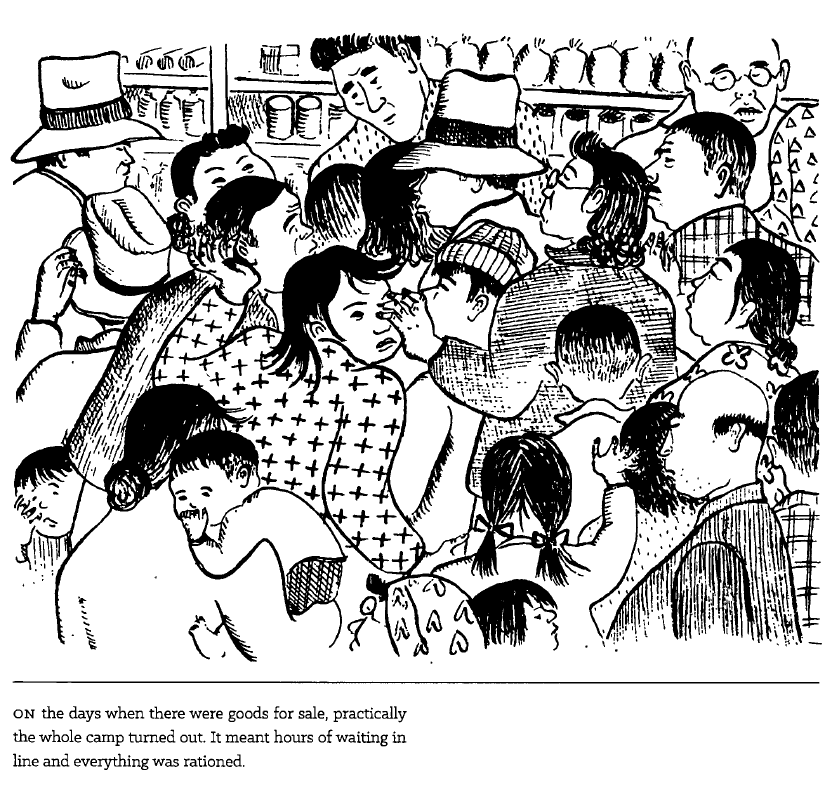 ON the days when there were goods for sale, practically
the whole camp turned out. It meant hours of waiting in
line and everything was rationed.